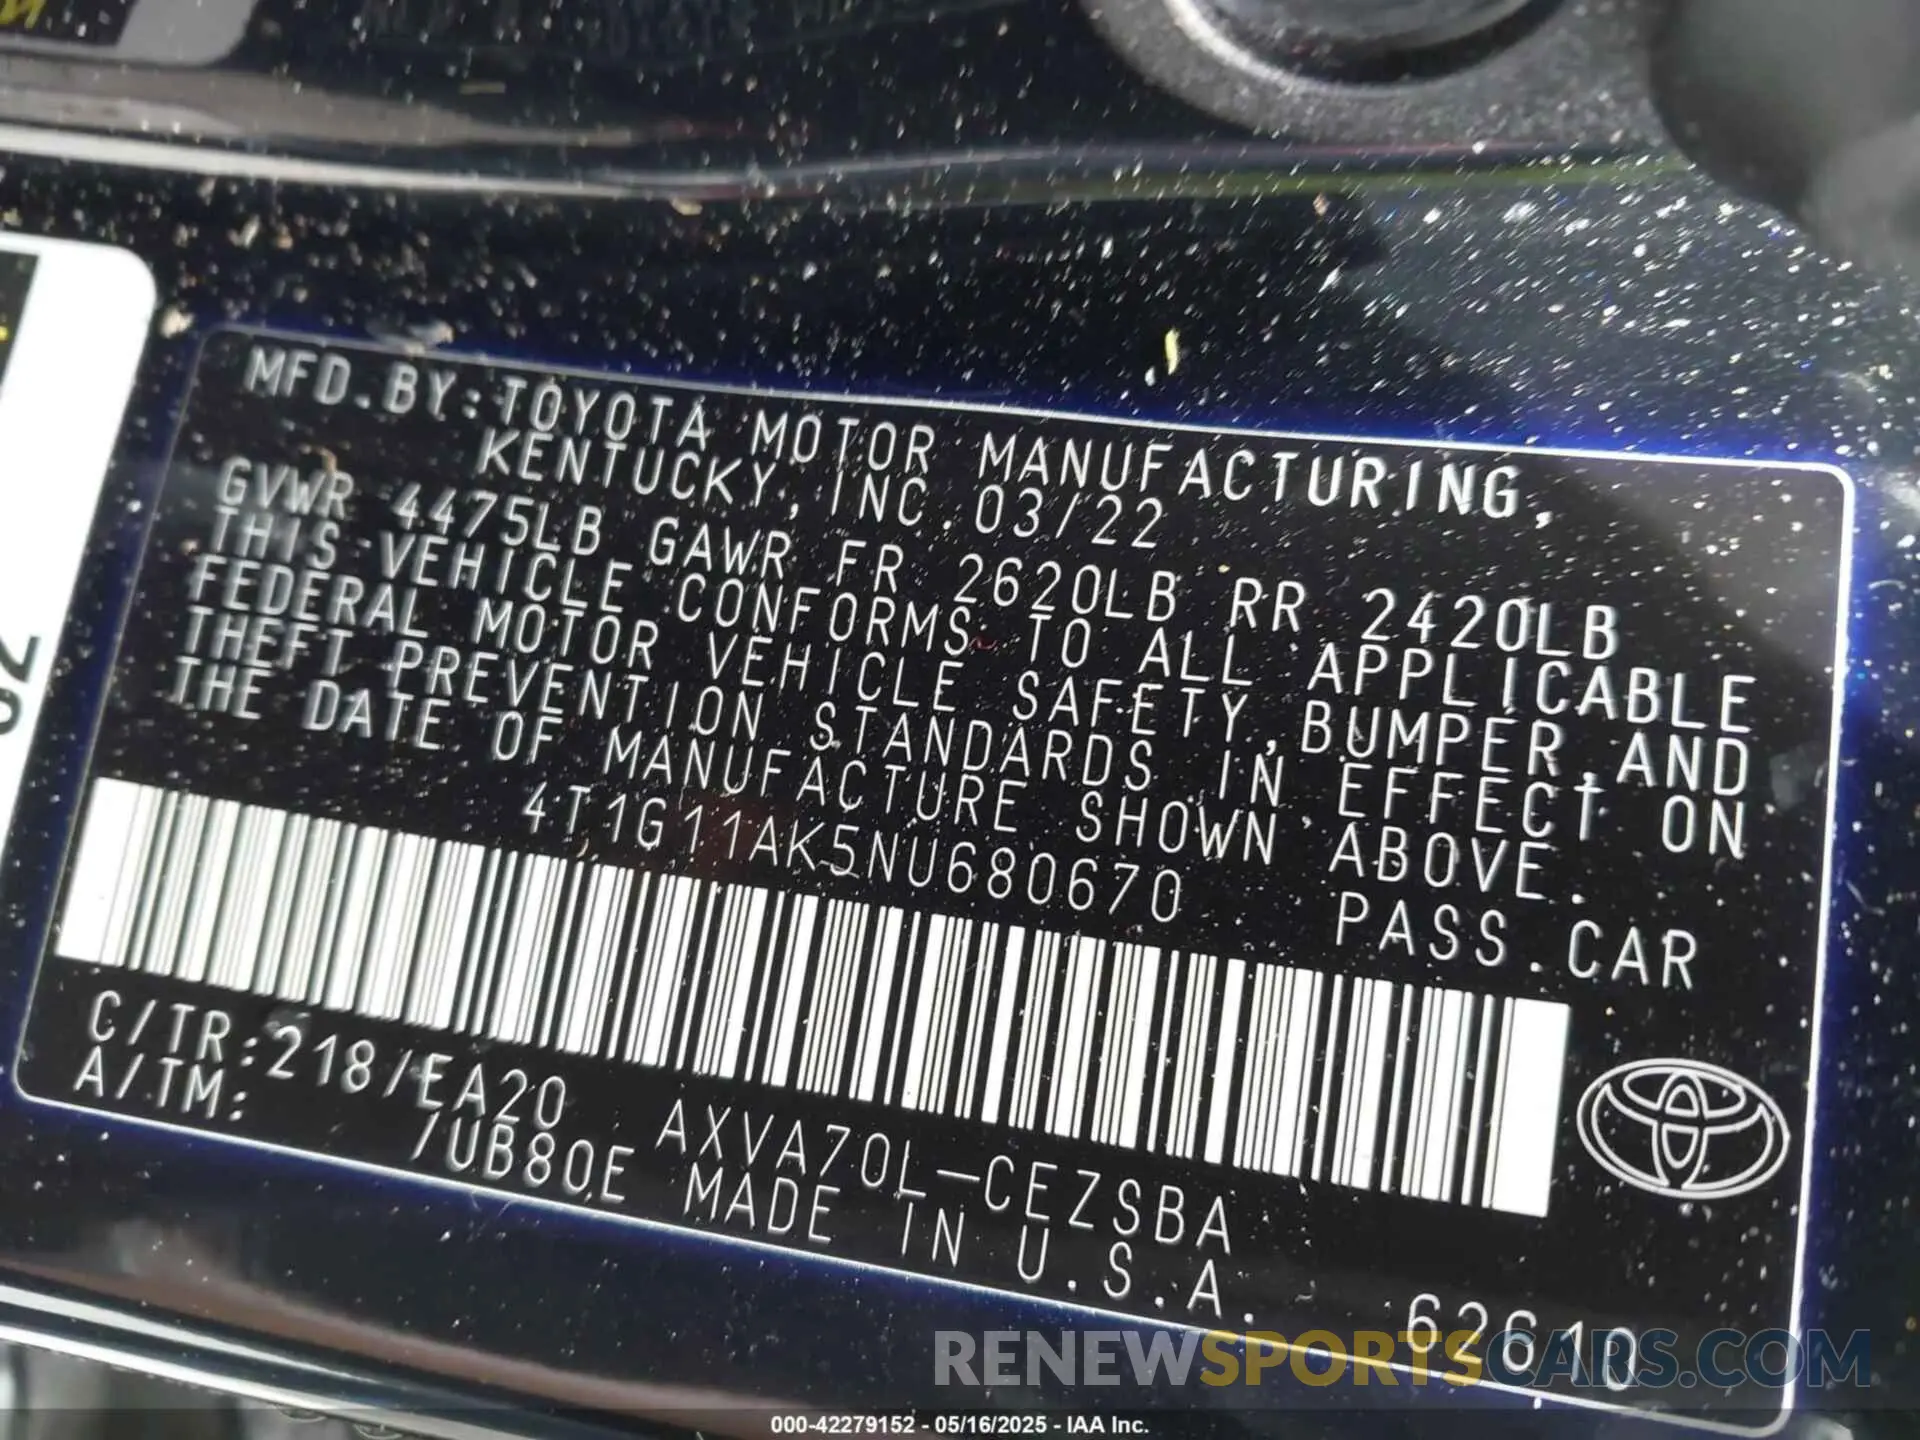 MFD.BY:TOYOTA MOTOR MANUFACTURING,
KENTUCKY, INC. 03/22
GVWR 4475LB GAWR FR 2620LB RR 2420LB
THIS VEHICLE CONFORMS TO ALL APPLICABLE
FEDERAL MOTOR VEHICLE SAFETY, BUMPER, AND
THEFT PREVENTION STANDARDS IN EFFECT ON
THE DATE OF MANUFACTURE SHOWN ABOVE.
4T1G11AK5NU680670 PASS.CAR
C/TR:218/EA20 AXVA70L-CEZSBA
A/TM: /UB80E MADE IN U.S.A.
62610
RENEWSPORTSCARS.COM
000-42279152 - 05/16/2025 - IAA Inc.